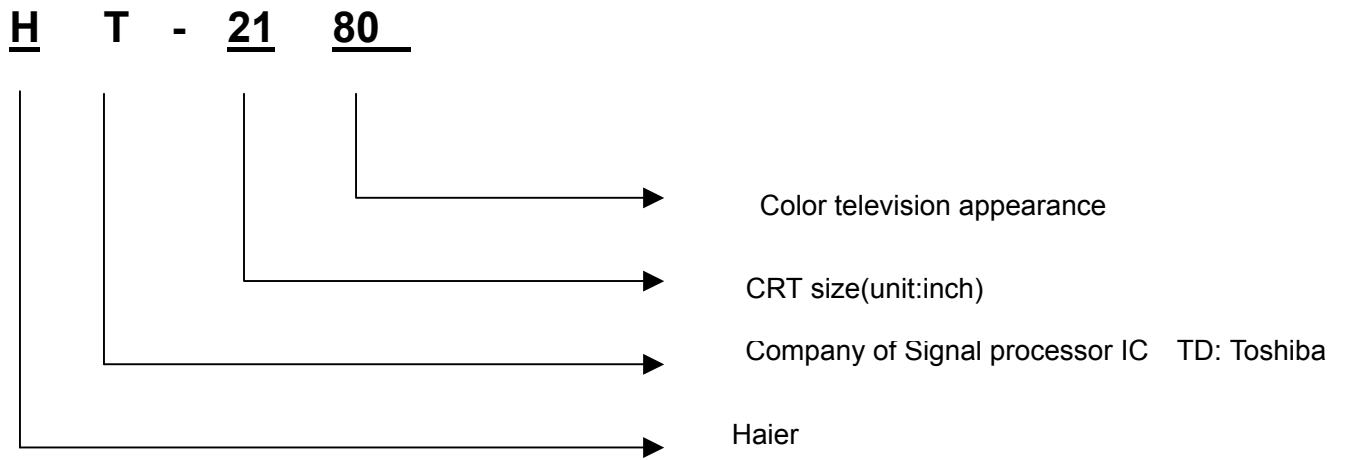 H T - 21 80
Color television appearance
CRT size(unit:inch)
Company of Signal processor IC TD: Toshiba
Haier